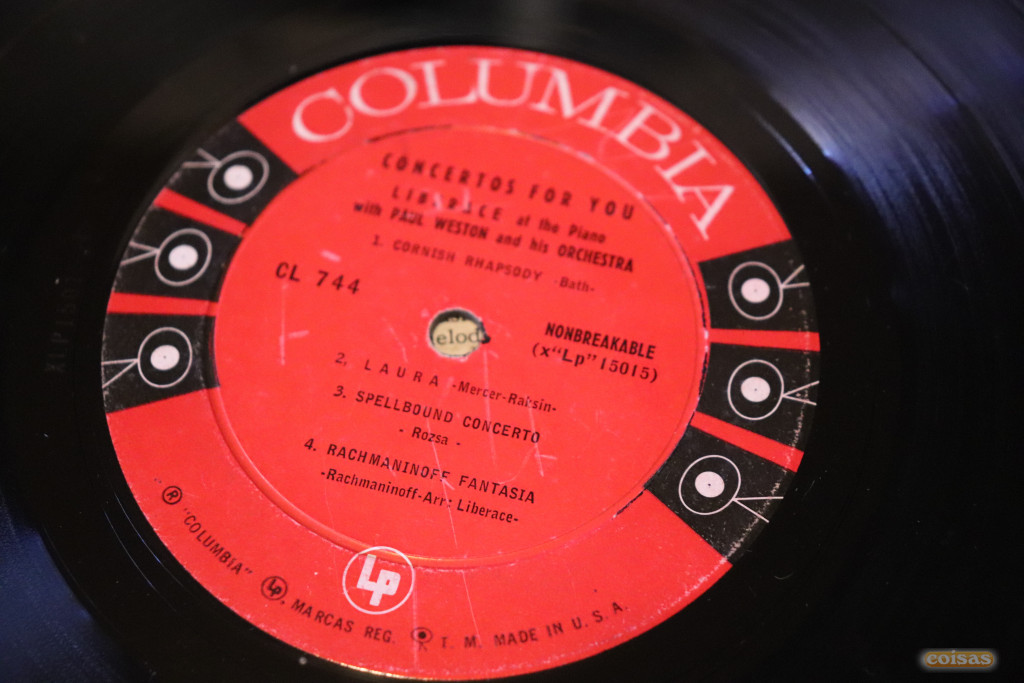 COLUMBIA
CONCERTOS FOR YOU
LIBERACE at the Piano
with PAUL WESTON and his ORCHESTRA
1. CORNISH RHAPSODY -Bath-
CL 744
elod
NONBREAKABLE
(x"Lp"15015)
2. LAURA -Mercer-Raksin-
3. SPELLBOUND CONCERTO
- Rozsa -
4. RACHMANINOFF FANTASIA
-Rachmaninoff-Arr: Liberace-
LP
® "COLUMBIA" LP, MARCAS REG. T. M. MADE IN U. S. A.
coisas